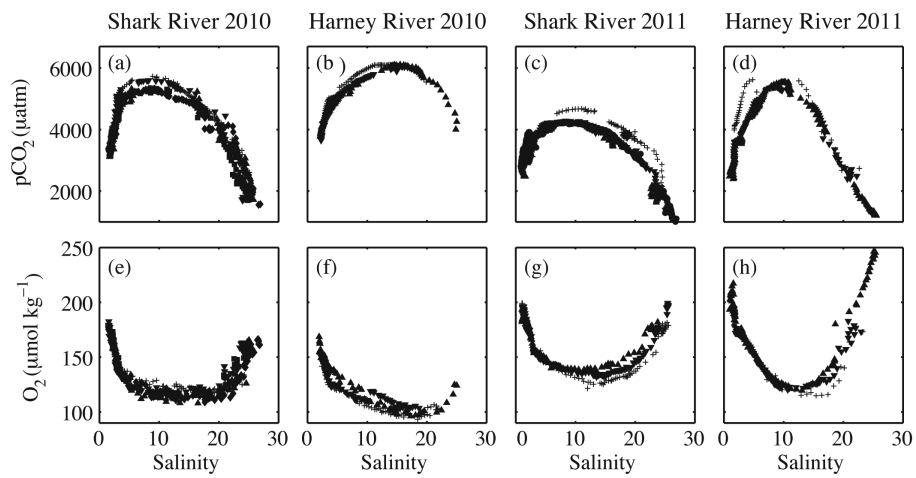 Shark River 2010 Harney River 2010 Shark River 2011 Harney River 2011
(a) (b) ) (c) (d)
6000
4000
2000
pCO₂ (μatm)
(e) (f) (g) (h)
250
200
150
100
O₂ (μmol kg⁻¹)
0 10 20 30 0 10 20 30 0 10 20 30 0 10 20 30
Salinity Salinity Salinity Salinity